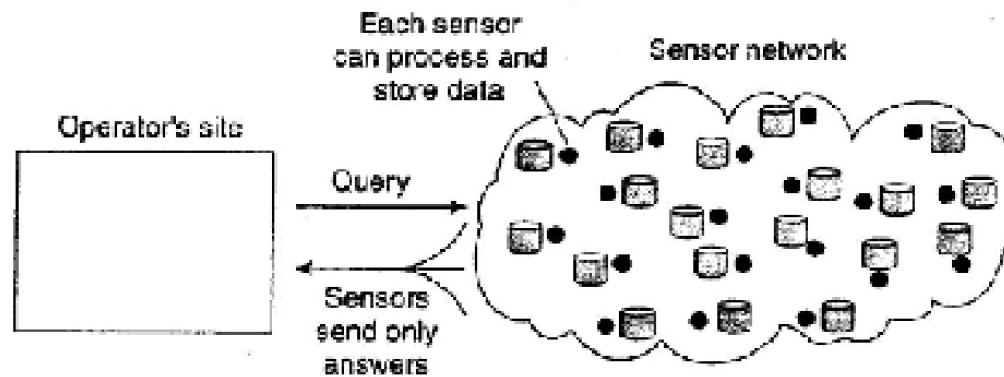 Each sensor
can process and
store data
Sensor network
Operator's site
Query
Sensors
send only
answers